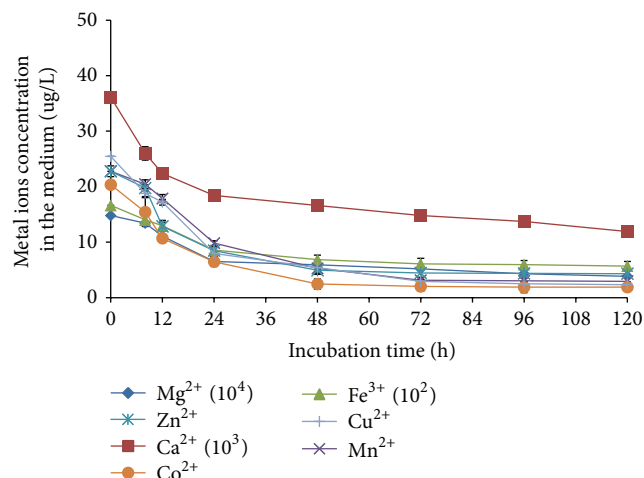 50
40
30
20
10
0
Metal ions concentration
in the medium (ug/L)
0 12 24 36 48 60 72 84 96 108 120
Incubation time (h)
Mg²⁺ (10⁴)
Zn²⁺
Ca²⁺ (10³)
Co²⁺
Fe³⁺ (10²)
Cu²⁺
Mn²⁺